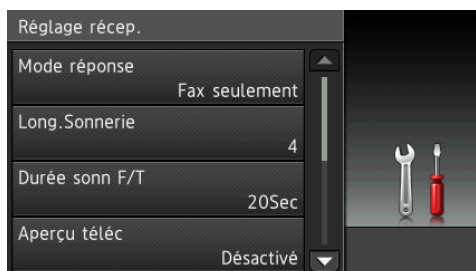 Réglage récep.
Mode réponse
Fax seulement
Long.Sonnerie
4
Durée sonn F/T
20Sec
Aperçu téléc
Désactivé